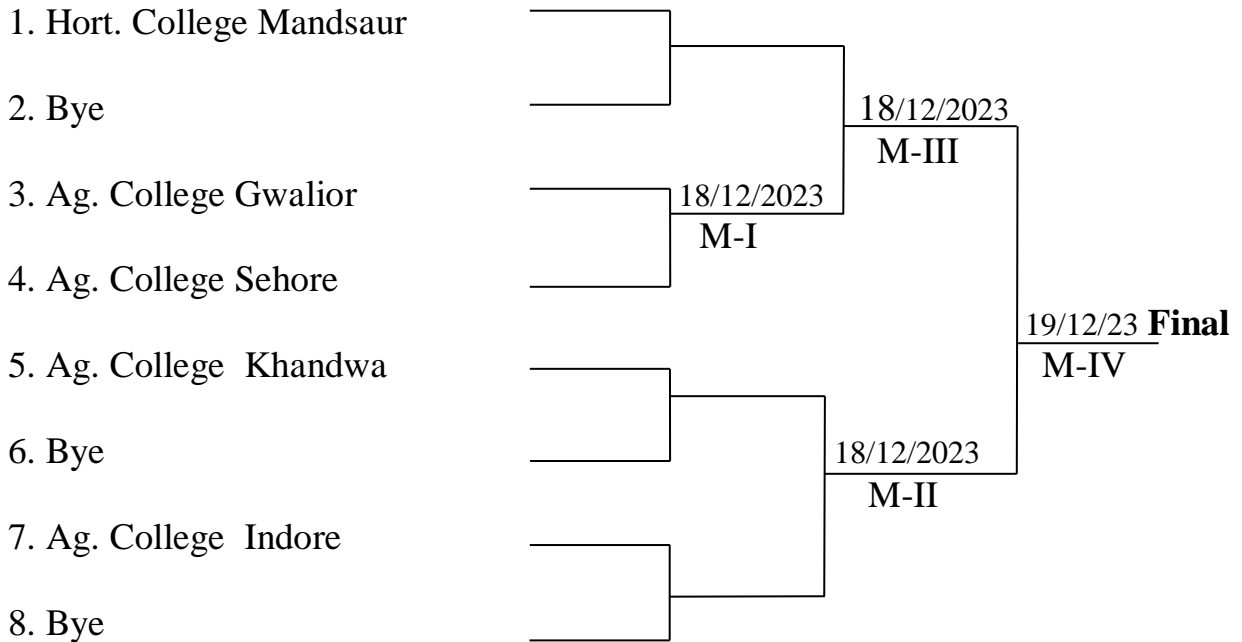 1. Hort. College Mandsaur
2. Bye
18/12/2023
M-III
3. Ag. College Gwalior
18/12/2023
M-I
4. Ag. College Sehore
19/12/23 Final
M-IV
5. Ag. College Khandwa
6. Bye
18/12/2023
M-II
7. Ag. College Indore
8. Bye